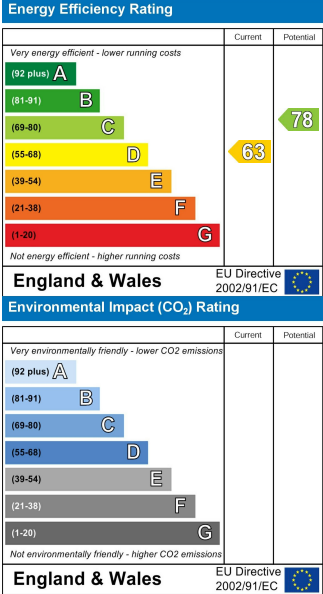 Energy Efficiency Rating
Current Potential
Very energy efficient - lower running costs
(92 plus) A
(81-91) B
(69-80) C
78
(55-68) D
63
(39-54) E
(21-38) F
(1-20) G
Not energy efficient - higher running costs
England & Wales
EU Directive
2002/91/EC
Environmental Impact (CO₂) Rating
Current Potential
Very environmentally friendly - lower CO2 emissions
(92 plus) A
(81-91) B
(69-80) C
(55-68) D
(39-54) E
(21-38) F
(1-20) G
Not environmentally friendly - higher CO2 emissions
England & Wales
EU Directive
2002/91/EC